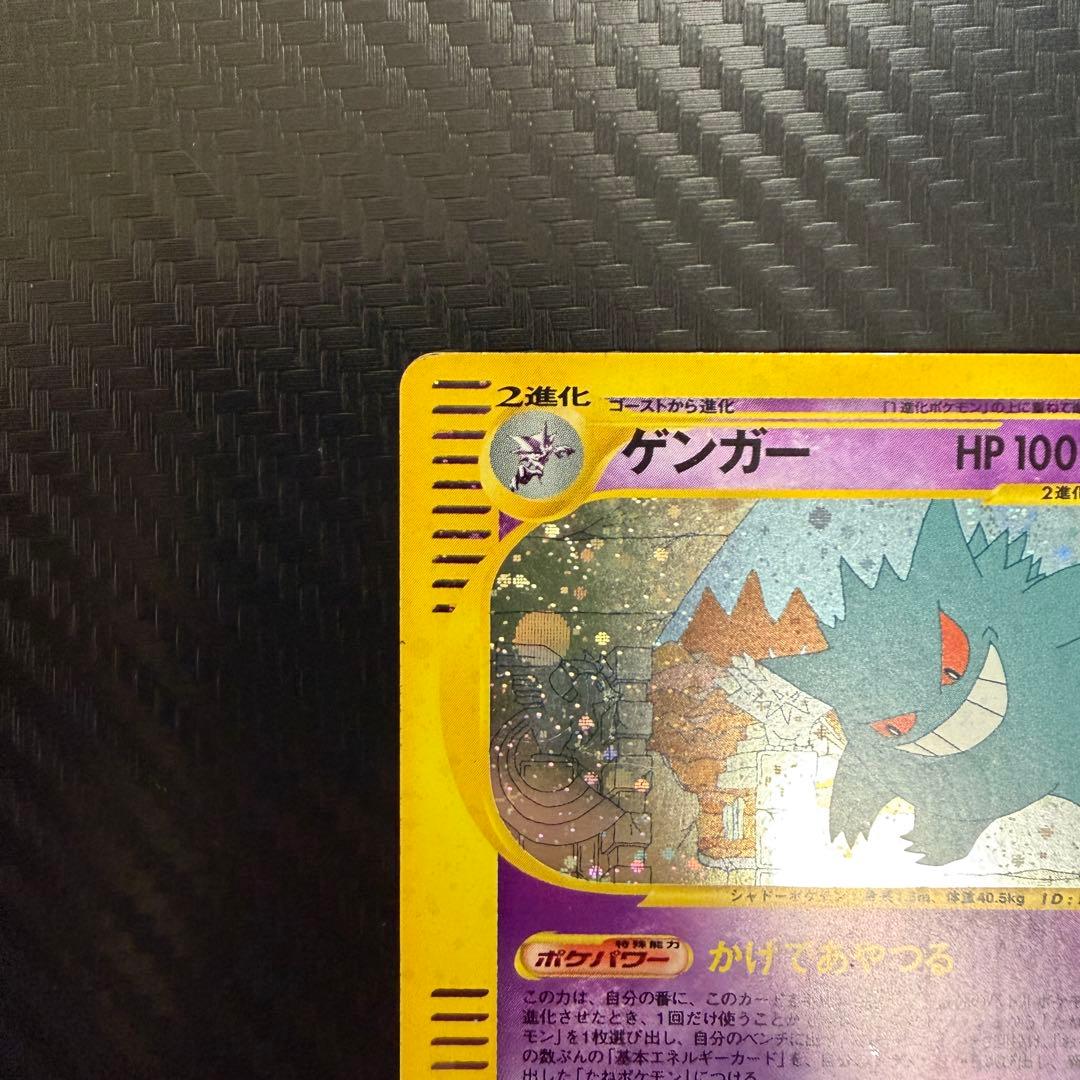 2進化
ゴーストから進化 「1進化ポケモン」の上に重ねて
ゲンガー HP 100
2進化
シャドーポケモン 体重40.5kg ID:
特殊能力
ポケパワー かげであやつる
この力は、自分の番に、このカード
進化させたとき、1回だけ使うこと
モン」を1枚選び出し、自分のベンチに出
の数ぶんの「基本エネルギーカード」を、
出した「たねポケモン」につける